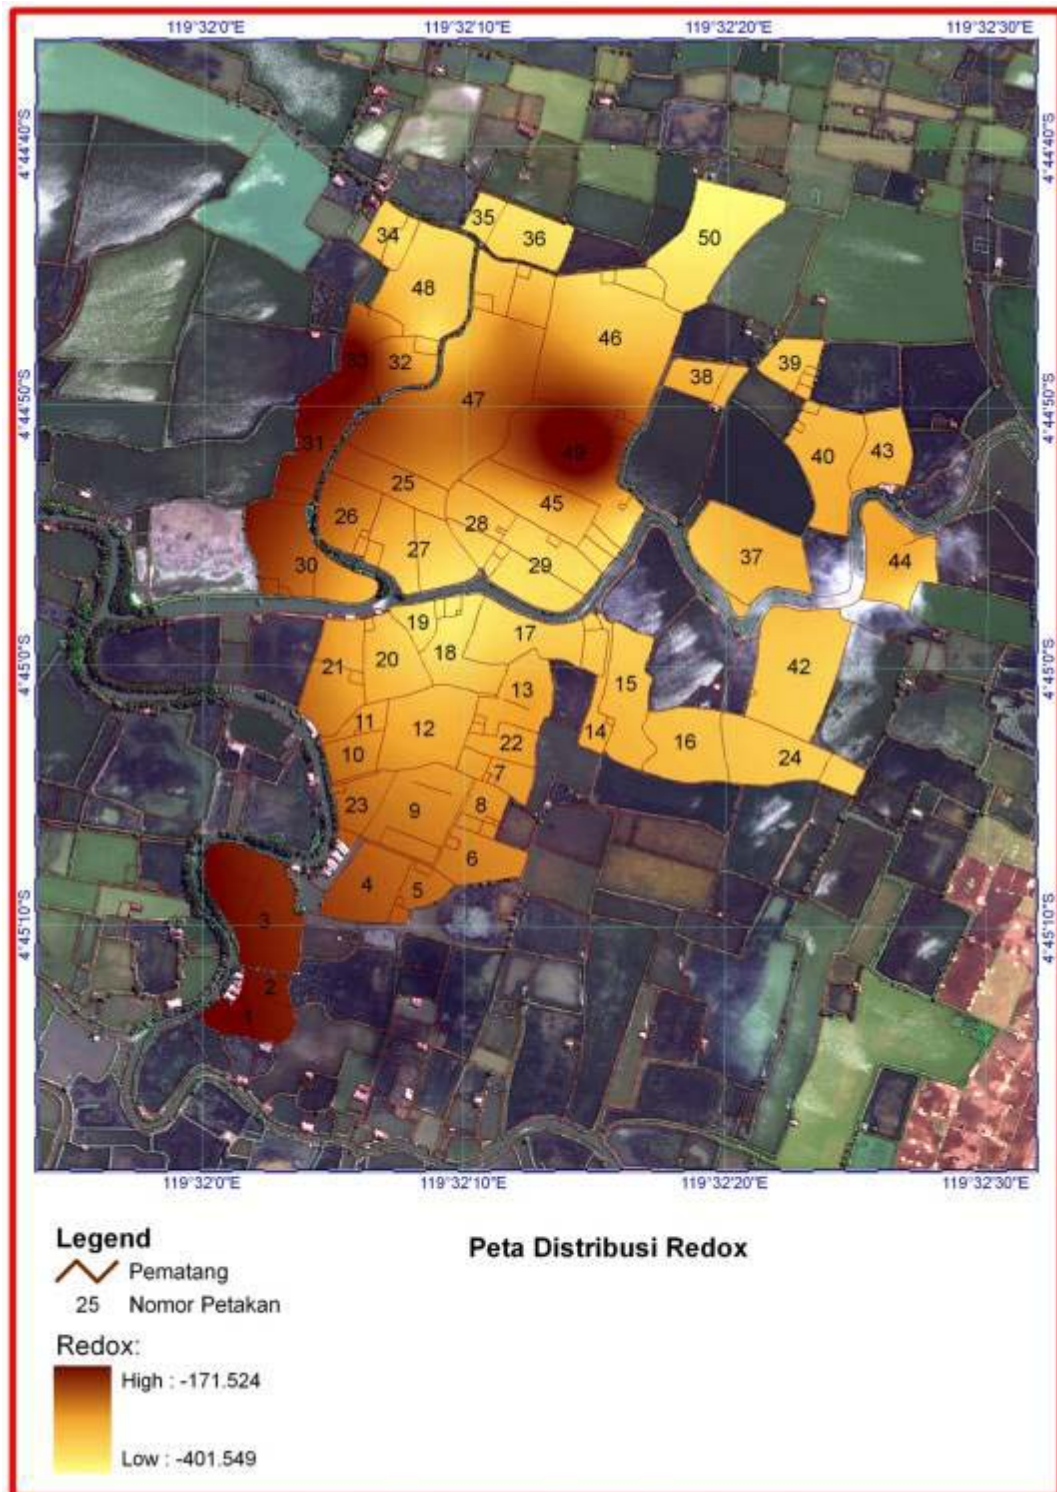 119°32'0"E 119°32'10"E 119°32'20"E 119°32'30"E
4°44'40"S 4°44'40"S
35
34 36 50
48
46
33 32 39
38
4°44'50"S 47 4°44'50"S
31 49 40 43
25 45
26 28
27 29 37 44
30
19 17
4°45'0"S 21 20 18 42 4°45'0"S
13 15
11 12 14 16
10 22 24
7
23 9 8
6
4 5
4°45'10"S 3 4°45'10"S
2
1
119°32'0"E 119°32'10"E 119°32'20"E 119°32'30"E
Legend
Peta Distribusi Redox
Pematang
25 Nomor Petakan
Redox:
High : -171.524
Low : -401.549